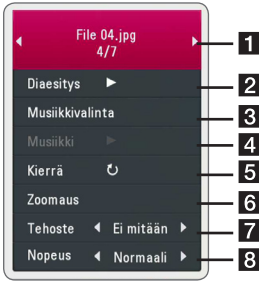 File 04.jpg
4/7
1
Diaesitys ► 2
Musiikkivalinta 3
Musiikki ► 4
Kierrä ↻ 5
Zoomaus 6
Tehoste ◄ Ei mitään ► 7
Nopeus ◄ Normaali ► 8